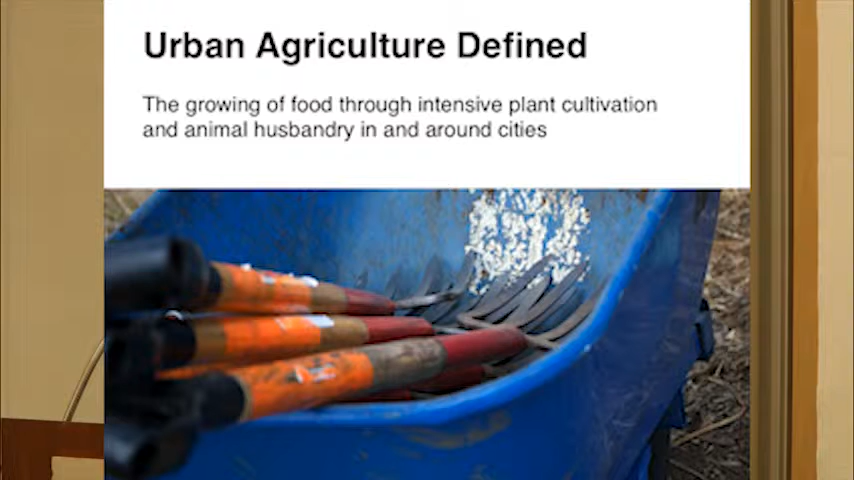 Urban Agriculture Defined
The growing of food through intensive plant cultivation
and animal husbandry in and around cities